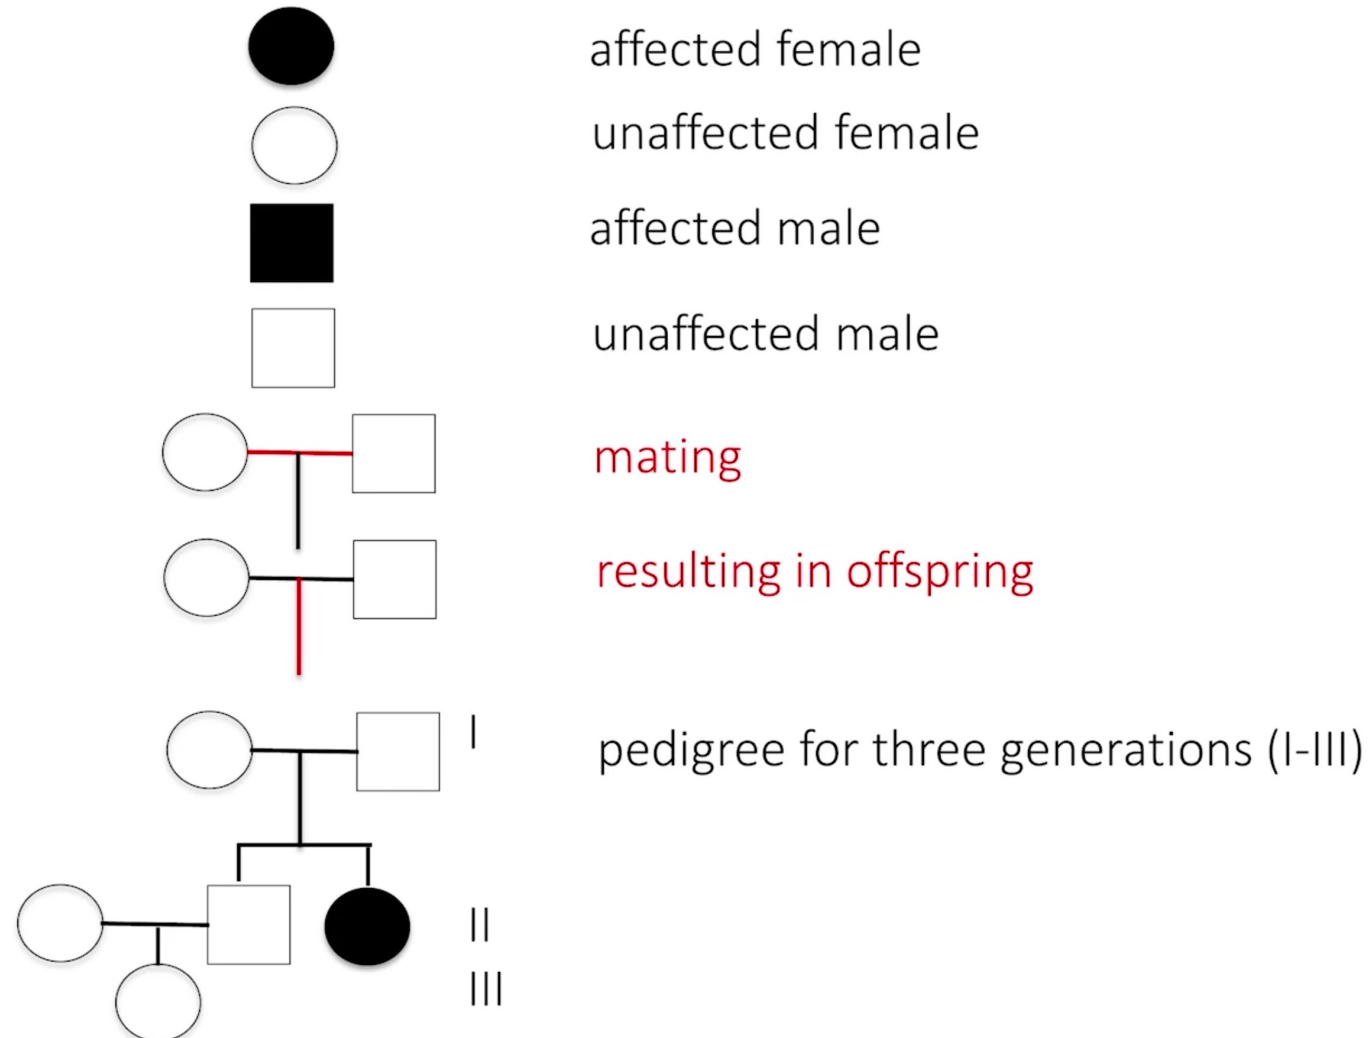 affected female
unaffected female
affected male
unaffected male
mating
resulting in offspring
I
pedigree for three generations (I-III)
II
III